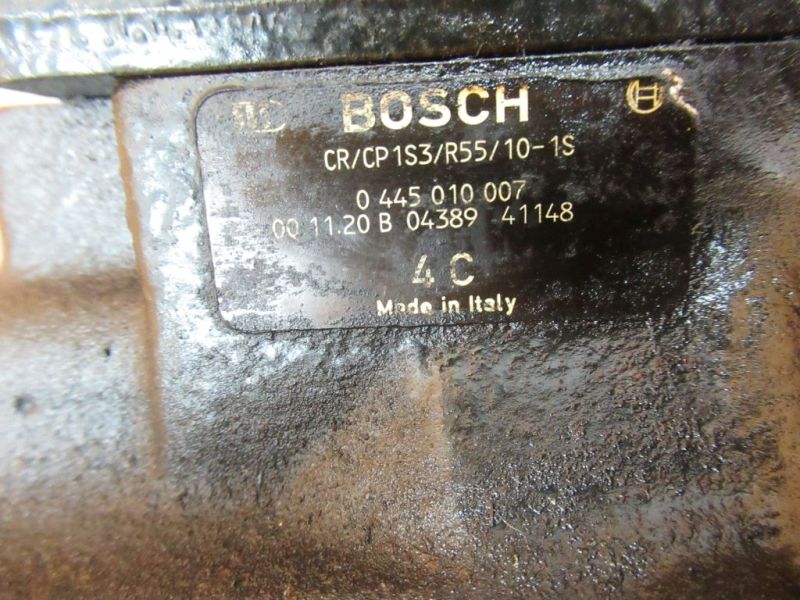 BOSCH
CR/CP1S3/R55/10-1S
0 445 010 007
00 11.20 B 04389 41148
4 C
Made in Italy